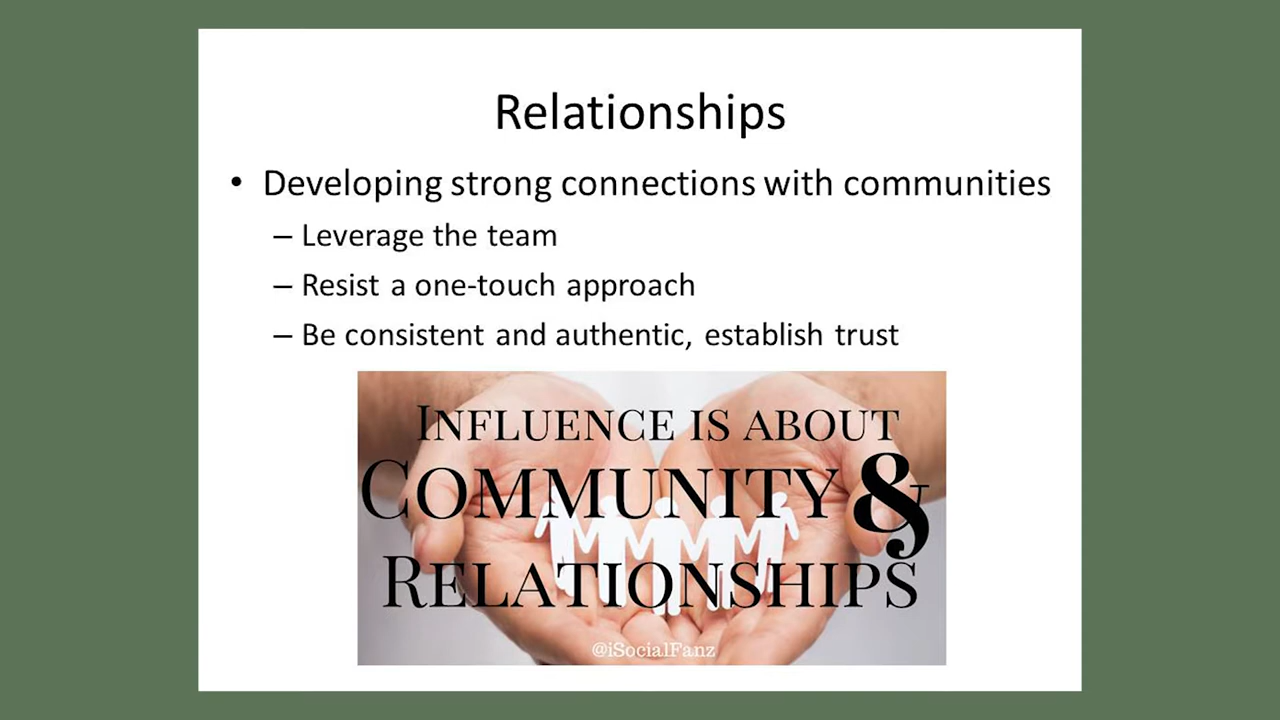 Relationships
• Developing strong connections with communities
– Leverage the team
– Resist a one-touch approach
– Be consistent and authentic, establish trust
INFLUENCE IS ABOUT
COMMUNITY &
RELATIONSHIPS
@iSocialFanz